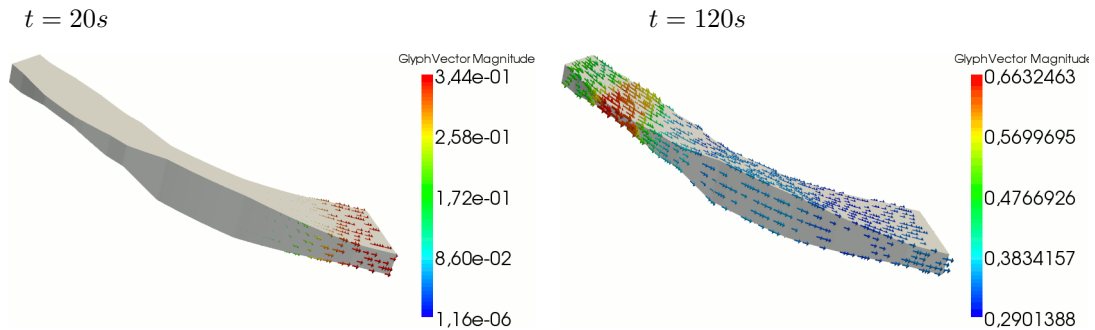 t = 20s
t = 120s
GlyphVector Magnitude
3,44e-01
2,58e-01
1,72e-01
8,60e-02
1,16e-06
GlyphVector Magnitude
0,6632463
0,5699695
0,4766926
0,3834157
0,2901388